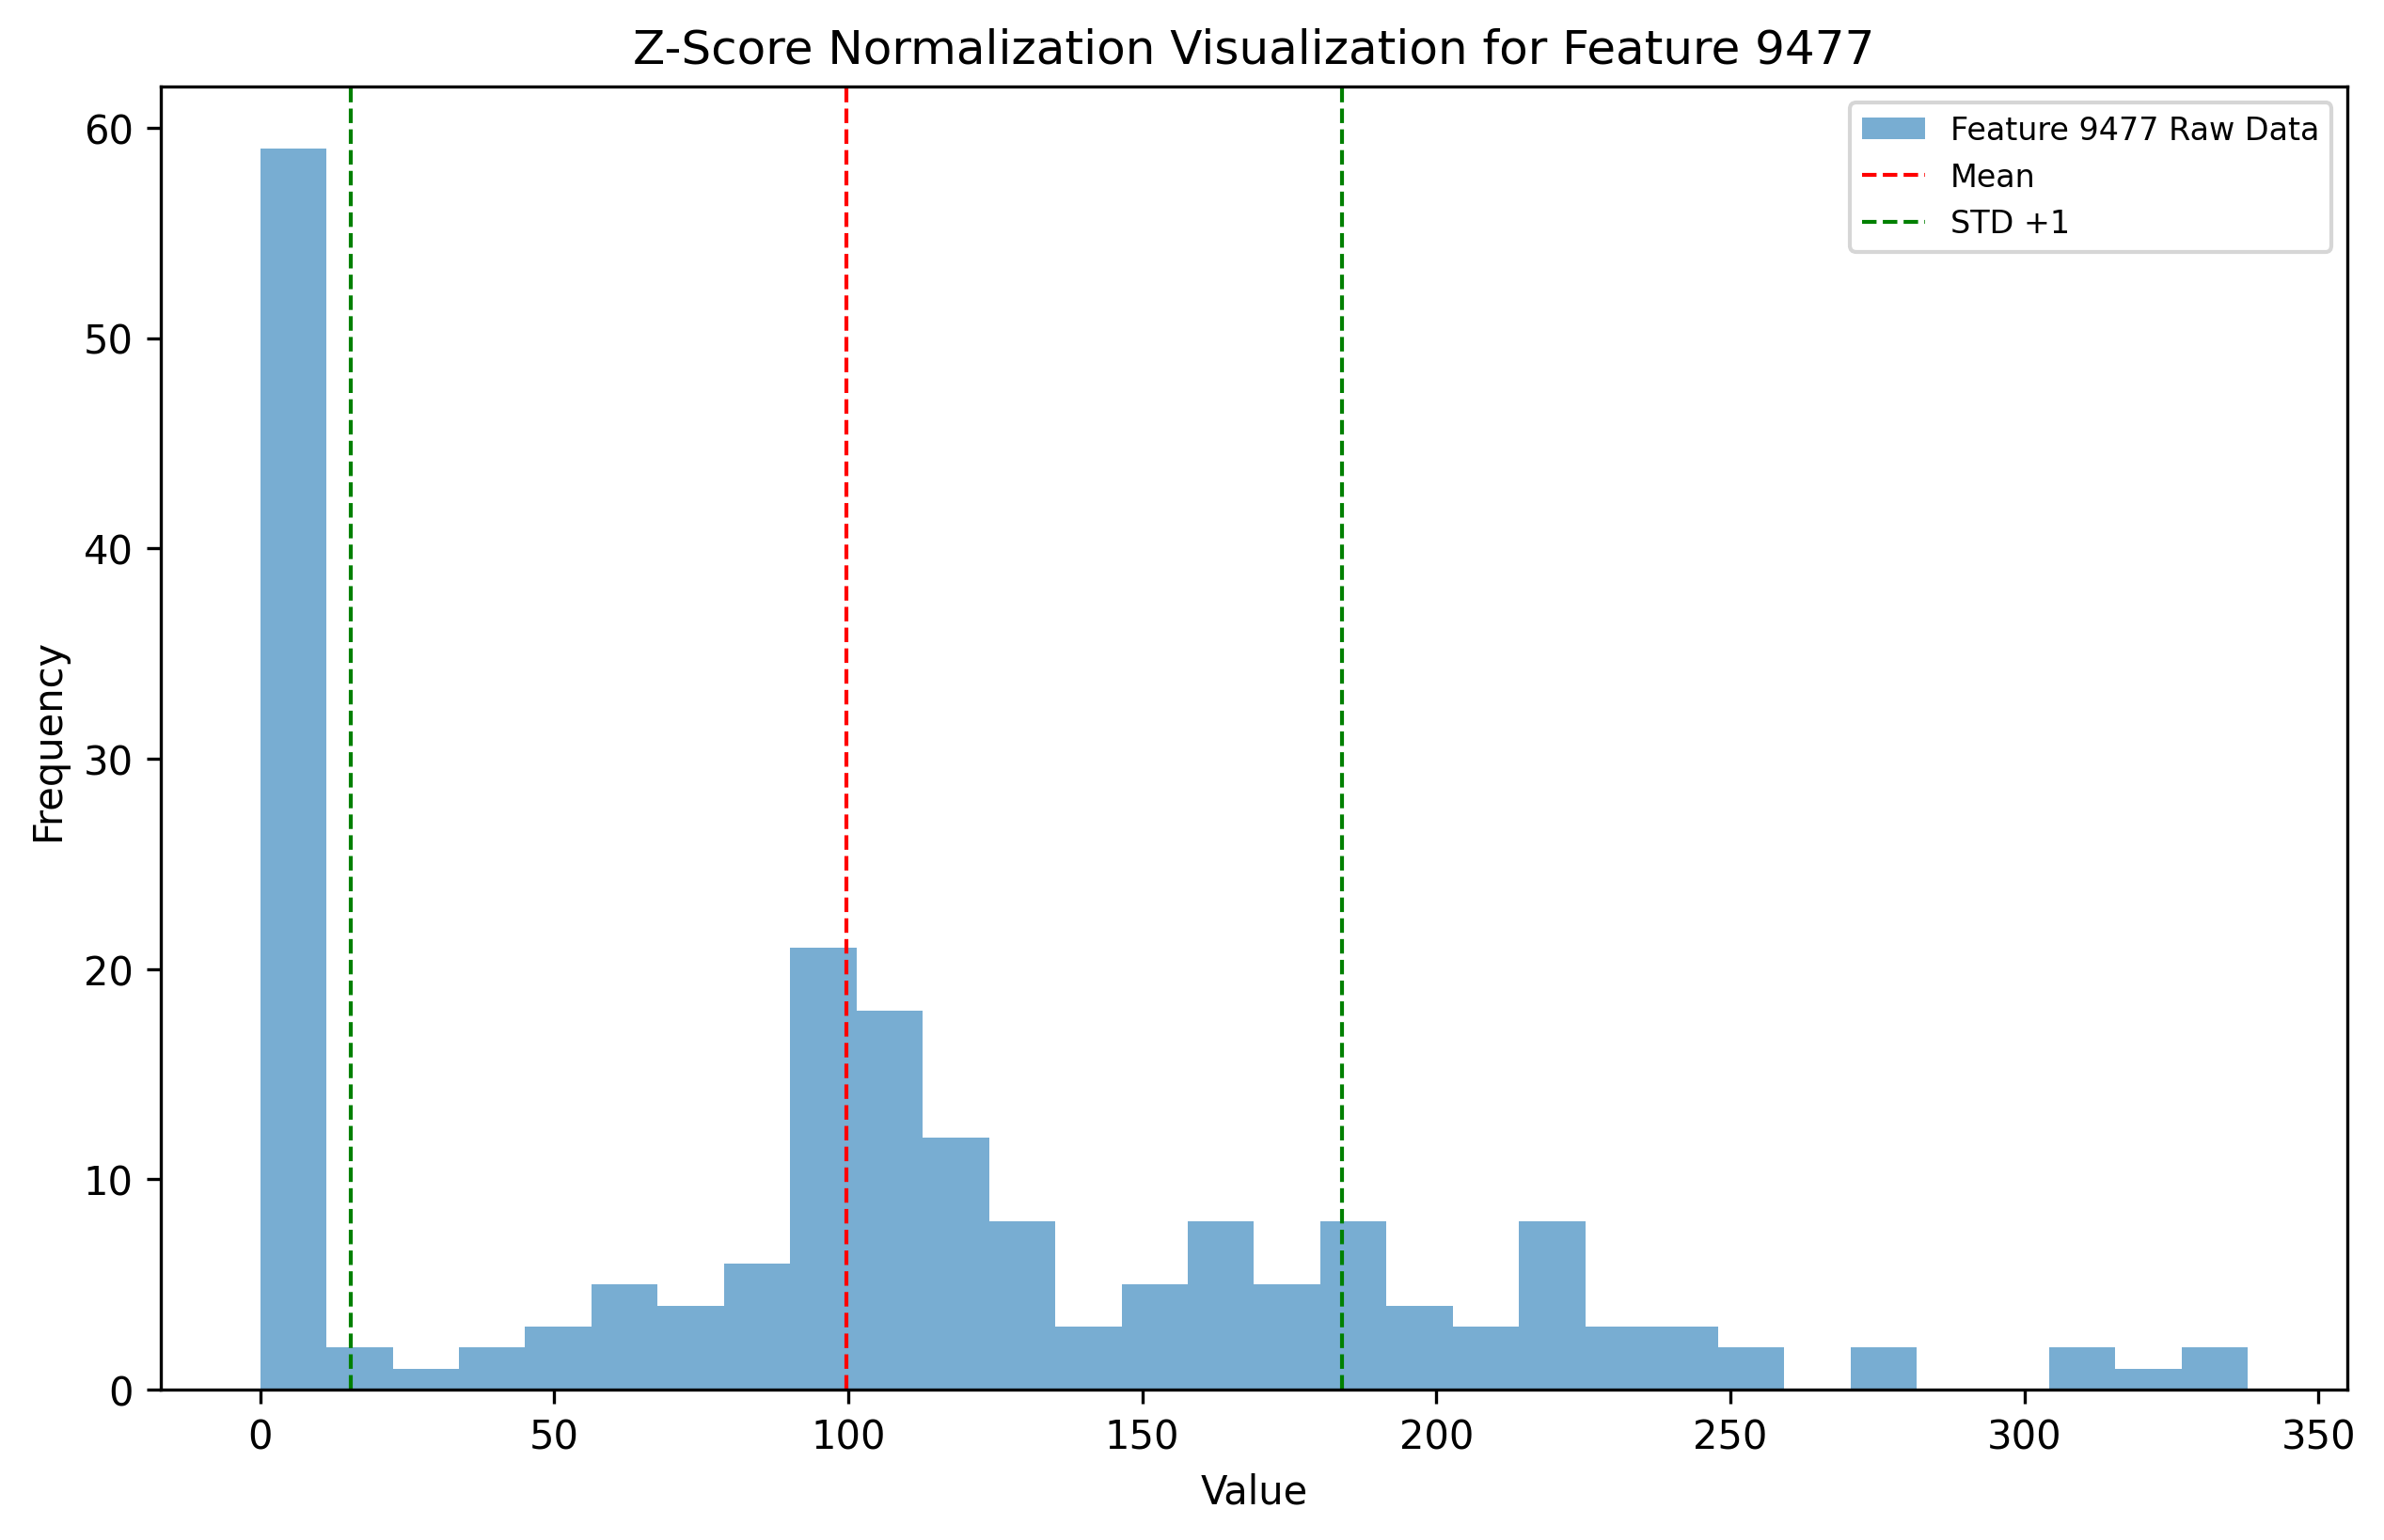 Z-Score Normalization Visualization for Feature 9477
Feature 9477 Raw Data
Mean
STD +1
60
50
40
30
20
10
0
Frequency
0 50 100 150 200 250 300 350
Value